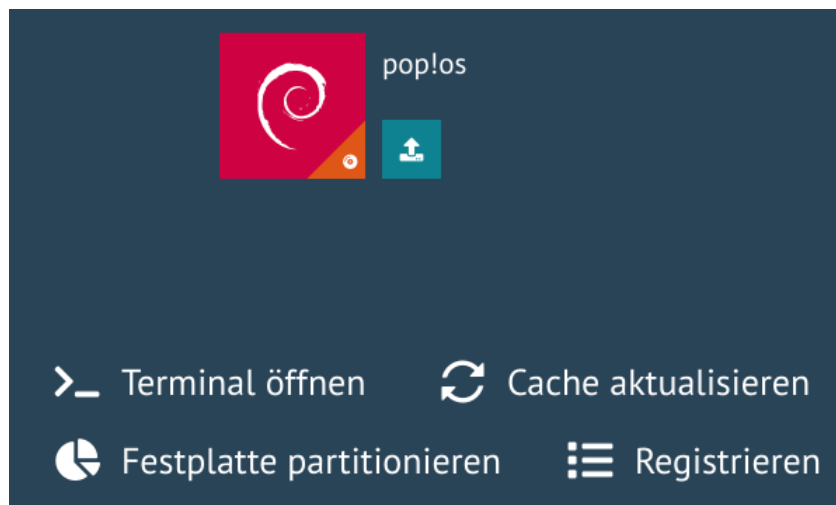 pop!os
Terminal öffnen
Cache aktualisieren
Festplatte partitionieren
Registrieren